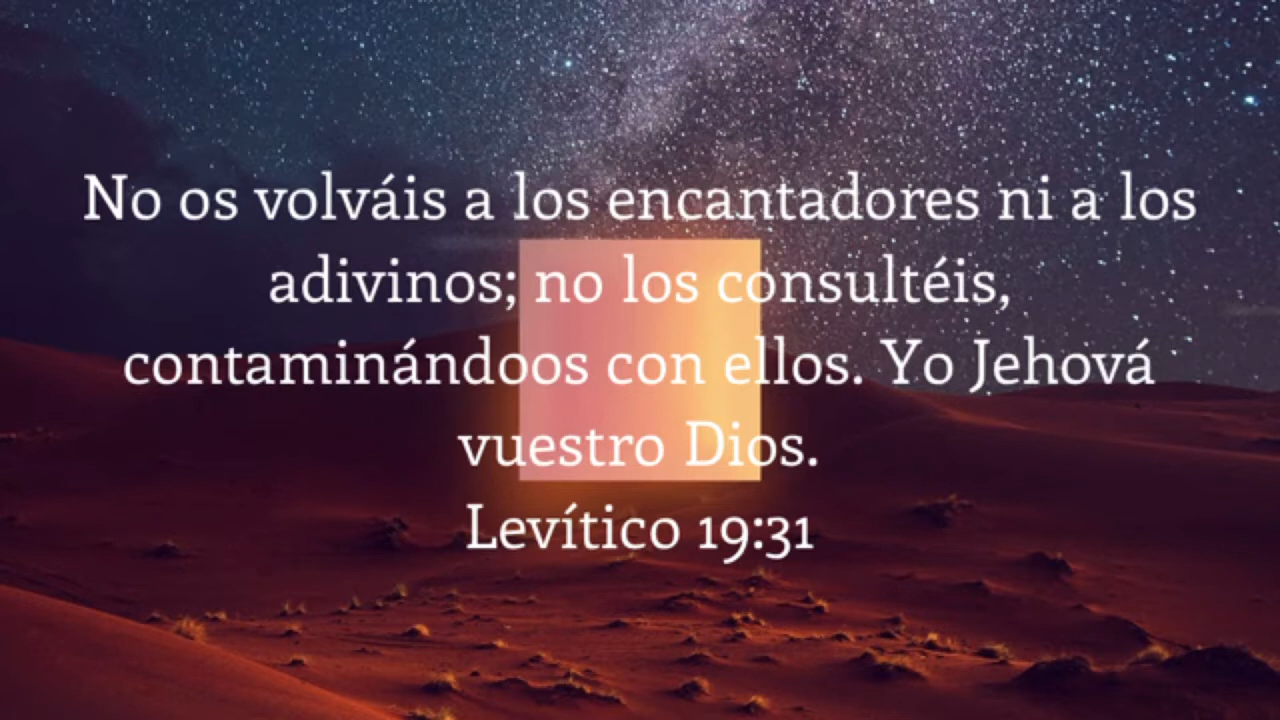 No os volváis a los encantadores ni a los
adivinos; no los consultéis,
contaminándoos con ellos. Yo Jehová
vuestro Dios.
Levítico 19:31